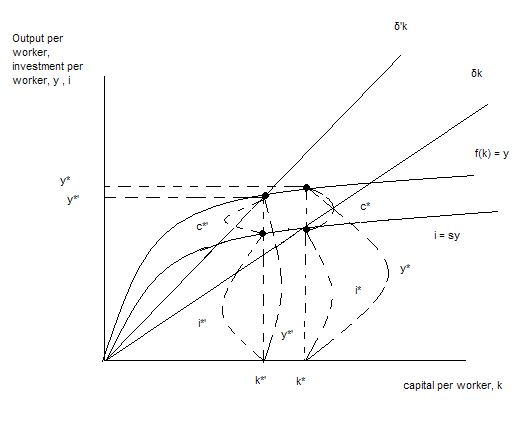 Output per
worker,
investment per
worker, y , i
δ'k
δk
f(k) = y
y*
y*'
c*
c*'
i = sy
y*
i*
i*'
y*'
k*'
k*
capital per worker, k